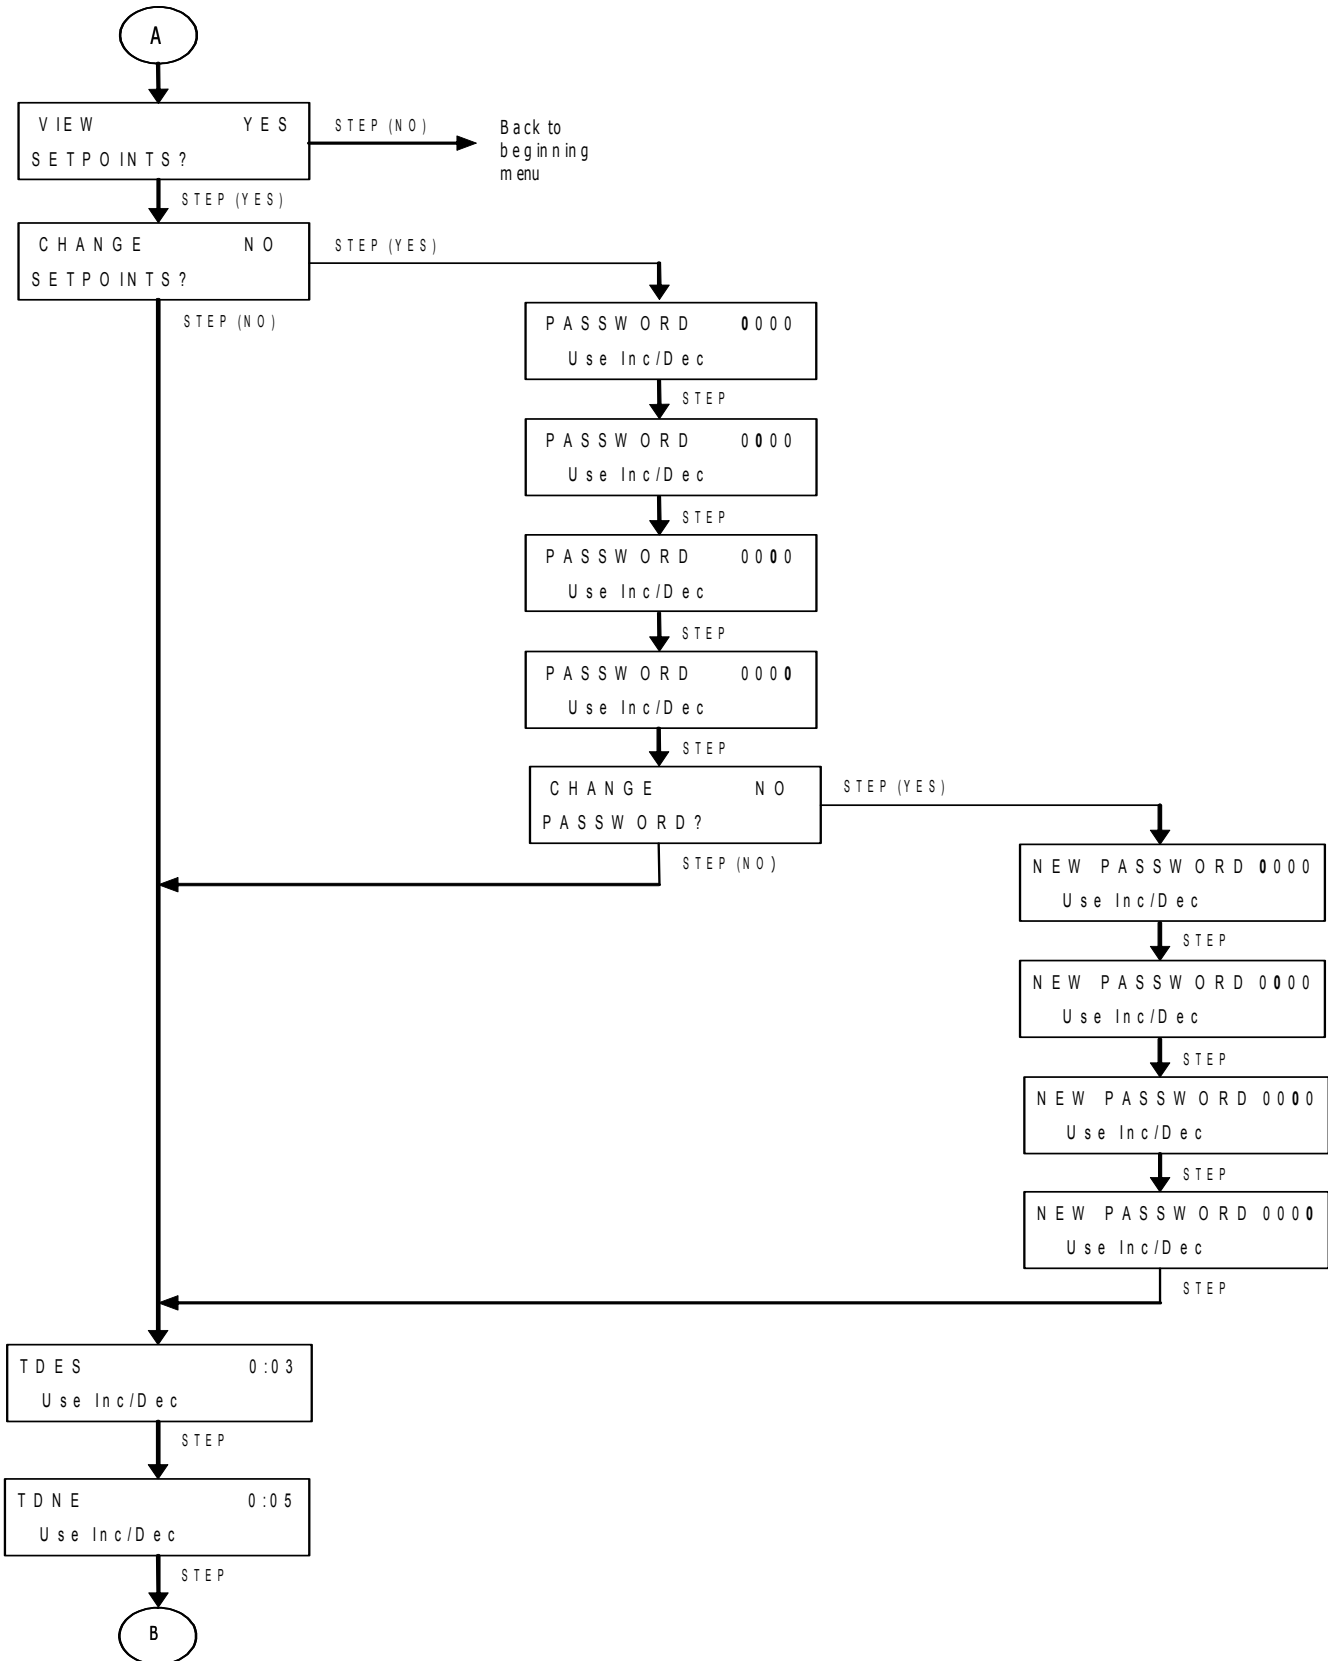 A
VIEW YES
SETPOINTS?
STEP (NO)
Back to
beginning
menu
STEP (YES)
CHANGE NO
SETPOINTS?
STEP (YES)
STEP (NO)
PASSWORD 0000
Use Inc/Dec
STEP
PASSWORD 0000
Use Inc/Dec
STEP
PASSWORD 0000
Use Inc/Dec
STEP
PASSWORD 0000
Use Inc/Dec
STEP
CHANGE NO
PASSWORD?
STEP (YES)
STEP (NO)
NEW PASSWORD 0000
Use Inc/Dec
STEP
NEW PASSWORD 0000
Use Inc/Dec
STEP
NEW PASSWORD 0000
Use Inc/Dec
STEP
NEW PASSWORD 0000
Use Inc/Dec
STEP
TDES 0:03
Use Inc/Dec
STEP
TDNE 0:05
Use Inc/Dec
STEP
B